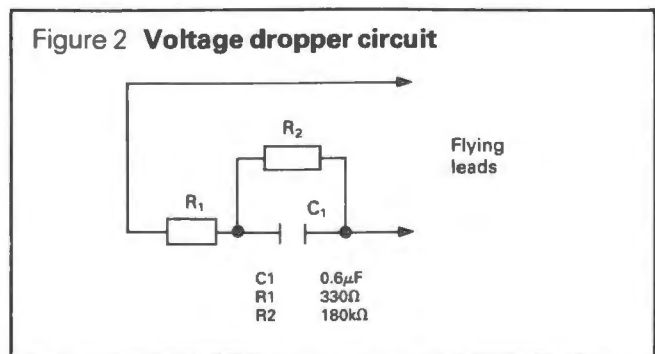 Figure 2 Voltage dropper circuit
R₂
Flying
leads
R₁
C₁
C1 0.6μF
R1 330Ω
R2 180kΩ